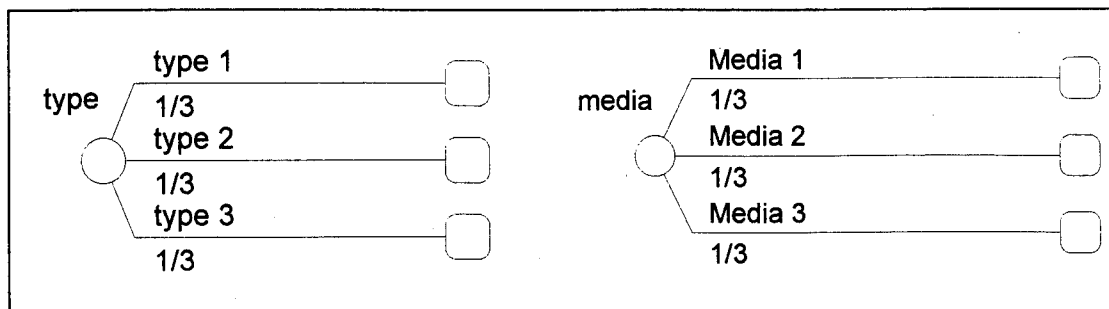 type
type 1
1/3
type 2
1/3
type 3
1/3
media
Media 1
1/3
Media 2
1/3
Media 3
1/3